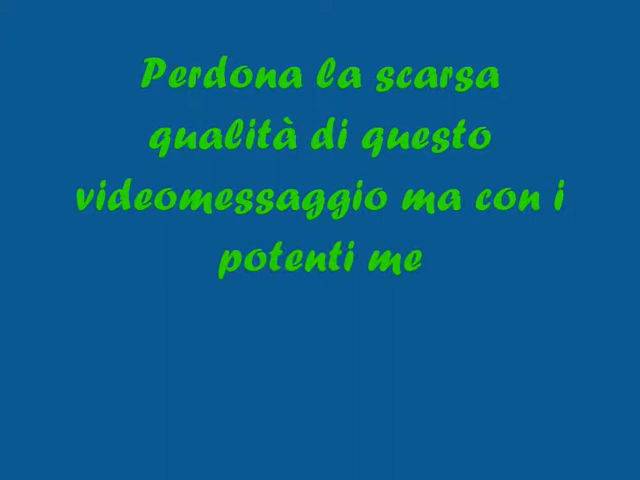 Perdona la scarsa
qualità di questo
videomessaggio ma con i
potenti me